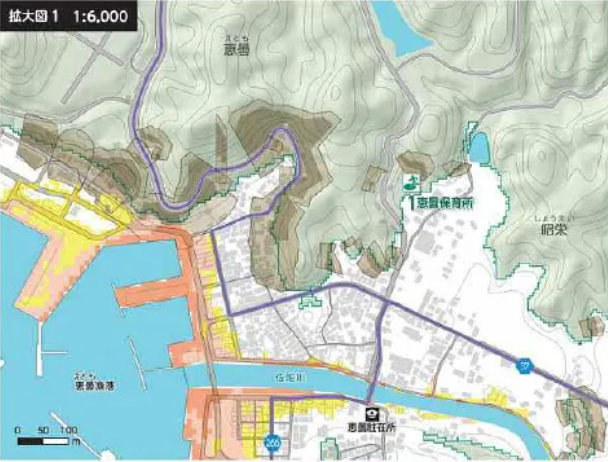 拡大図1 1:6,000
えとも
恵曇
1恵曇保育所
しょうえい
昭栄
えとも
恵曇漁港
佐陀川
37
恵曇駐在所
266
0 50 100
m